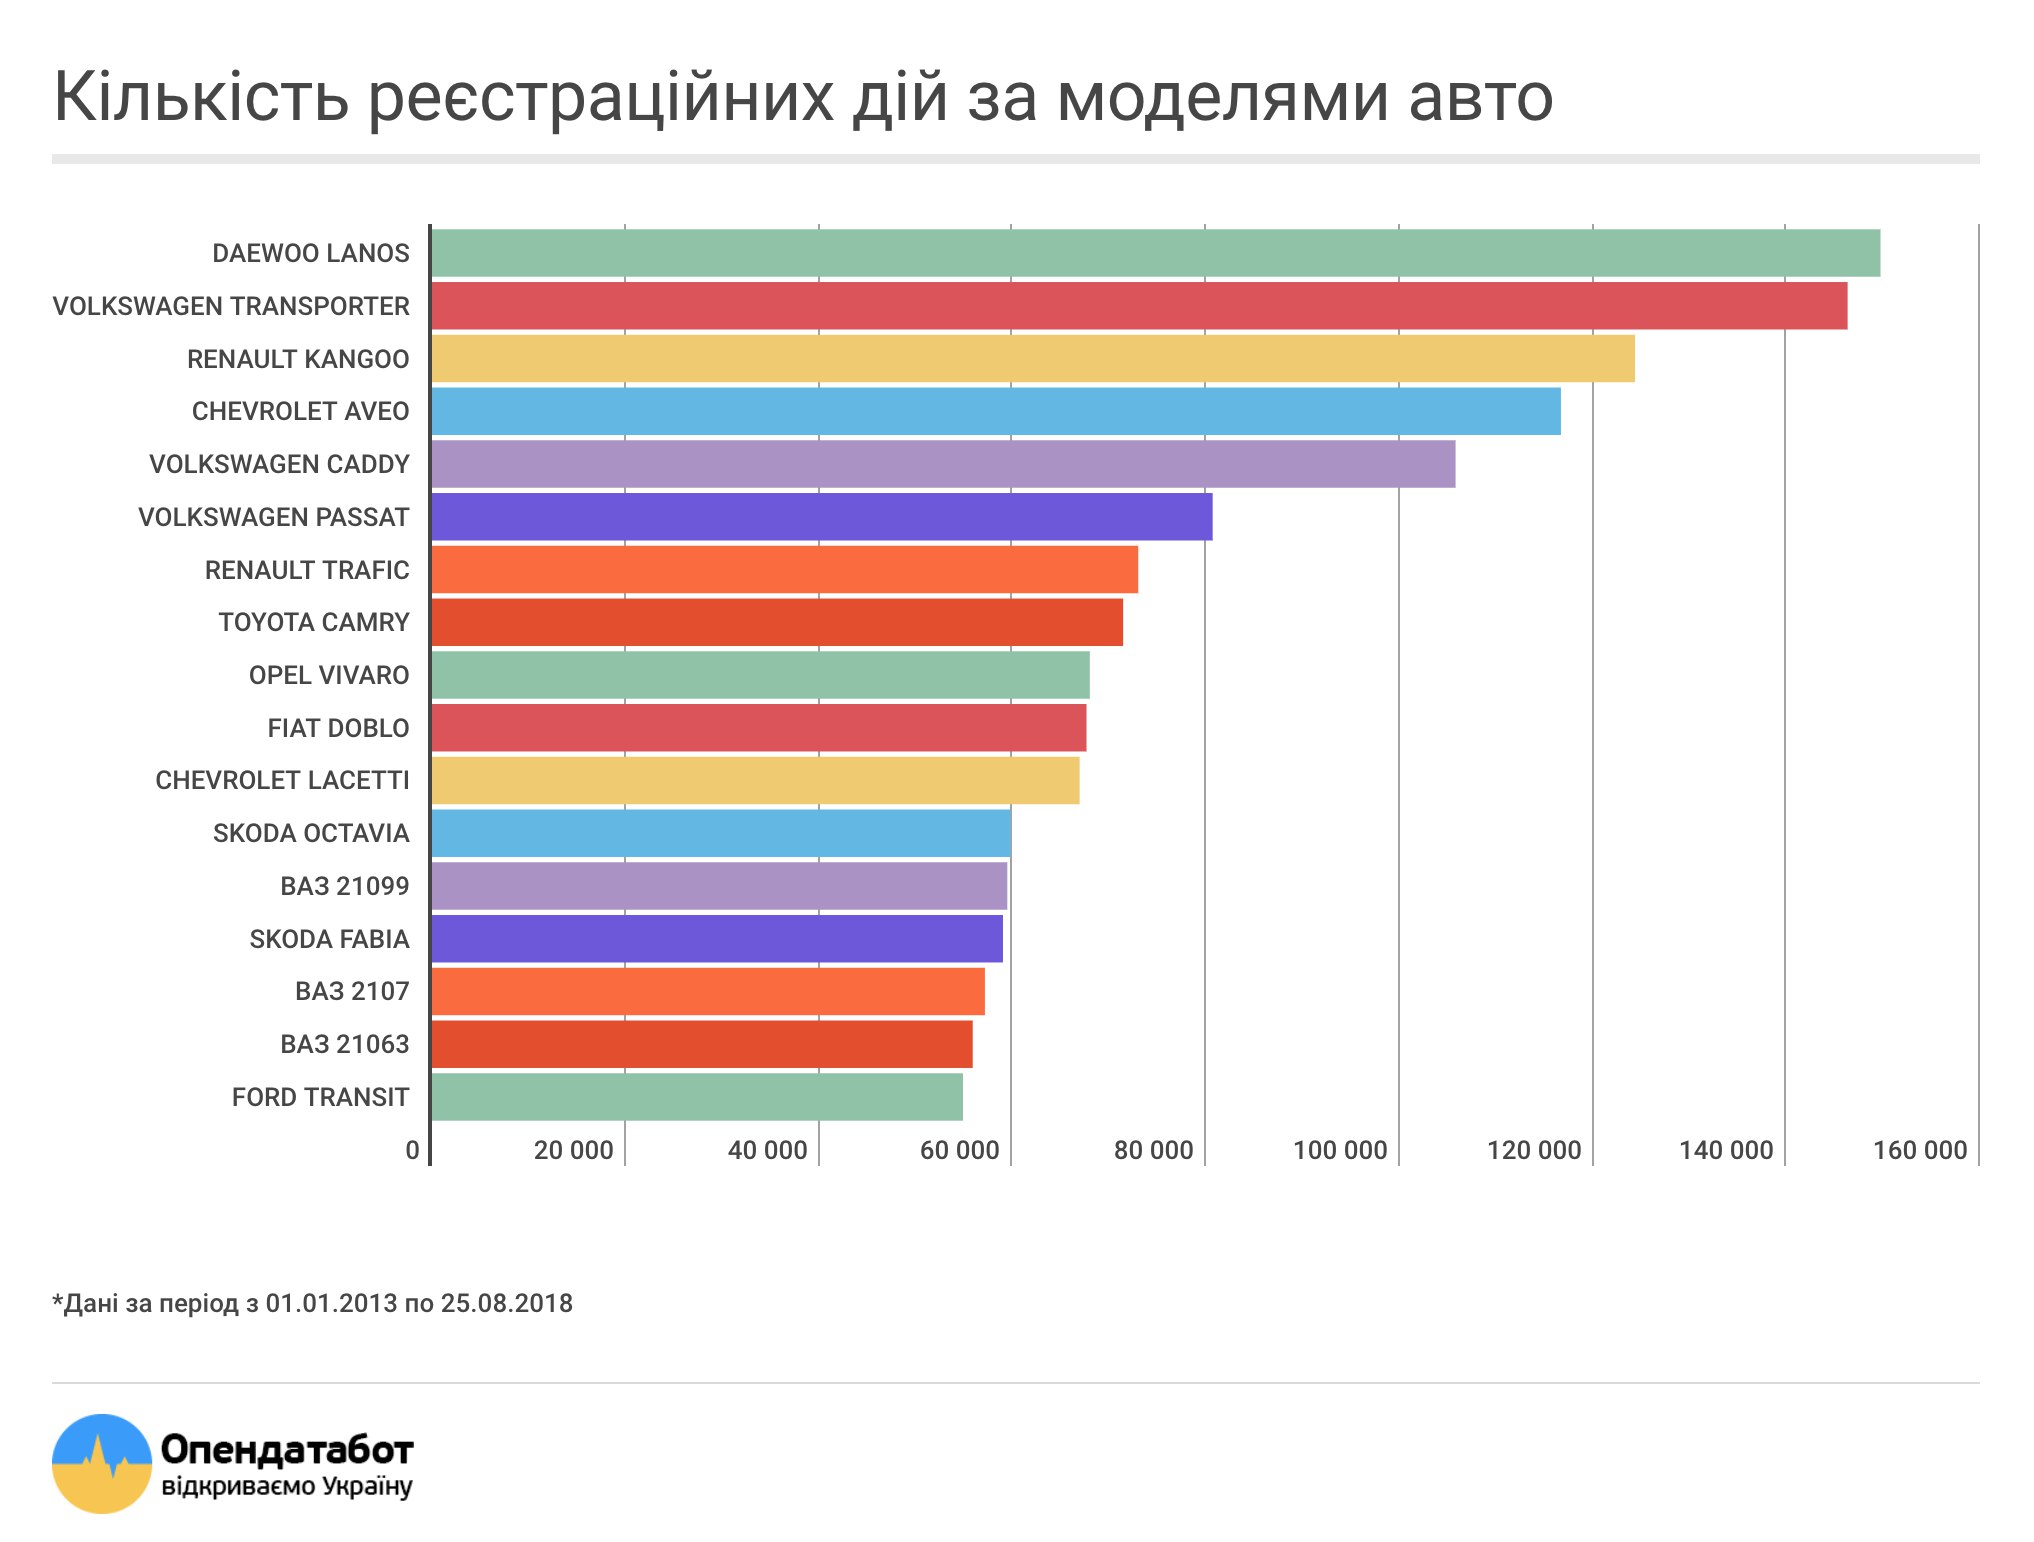 Кількість реєстраційних дій за моделями авто
DAEWOO LANOS
VOLKSWAGEN TRANSPORTER
RENAULT KANGOO
CHEVROLET AVEO
VOLKSWAGEN CADDY
VOLKSWAGEN PASSAT
RENAULT TRAFIC
TOYOTA CAMRY
OPEL VIVARO
FIAT DOBLO
CHEVROLET LACETTI
SKODA OCTAVIA
ВАЗ 21099
SKODA FABIA
ВАЗ 2107
ВАЗ 21063
FORD TRANSIT
0 20 000 40 000 60 000 80 000 100 000 120 000 140 000 160 000
*Дані за період з 01.01.2013 по 25.08.2018
Опендатабот
відкриваємо Україну